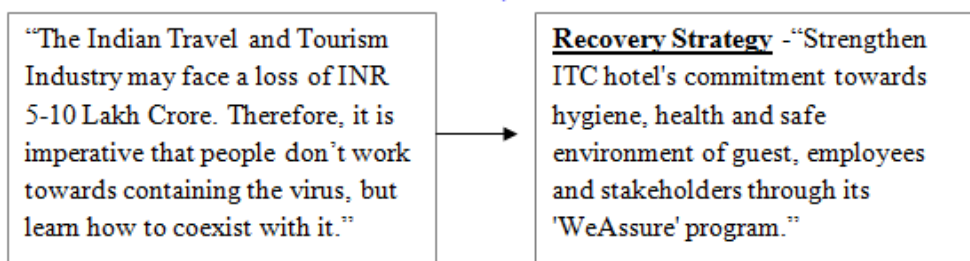 “The Indian Travel and Tourism
Industry may face a loss of INR
5-10 Lakh Crore. Therefore, it is
imperative that people don’t work
towards containing the virus, but
learn how to coexist with it.”
Recovery Strategy -“Strengthen
ITC hotel's commitment towards
hygiene, health and safe
environment of guest, employees
and stakeholders through its
'WeAssure' program.”